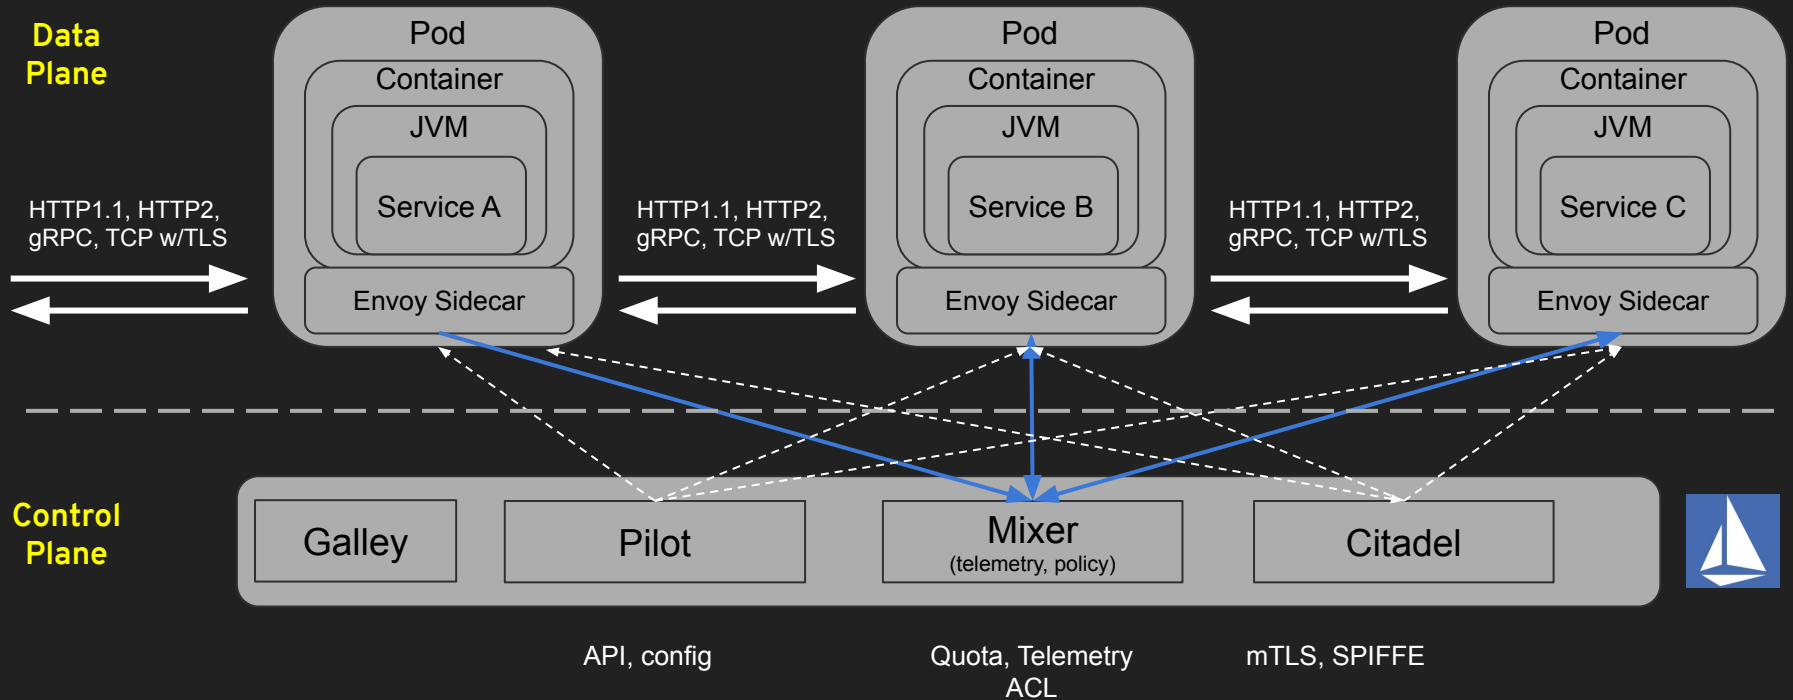 Data
Plane
Pod
Container
JVM
Service A
Envoy Sidecar
Pod
Container
JVM
Service B
Envoy Sidecar
Pod
Container
JVM
Service C
Envoy Sidecar
HTTP1.1, HTTP2,
gRPC, TCP w/TLS
HTTP1.1, HTTP2,
gRPC, TCP w/TLS
HTTP1.1, HTTP2,
gRPC, TCP w/TLS
Control
Plane
Galley
Pilot
Mixer
(telemetry, policy)
Citadel
API, config
Quota, Telemetry
ACL
mTLS, SPIFFE